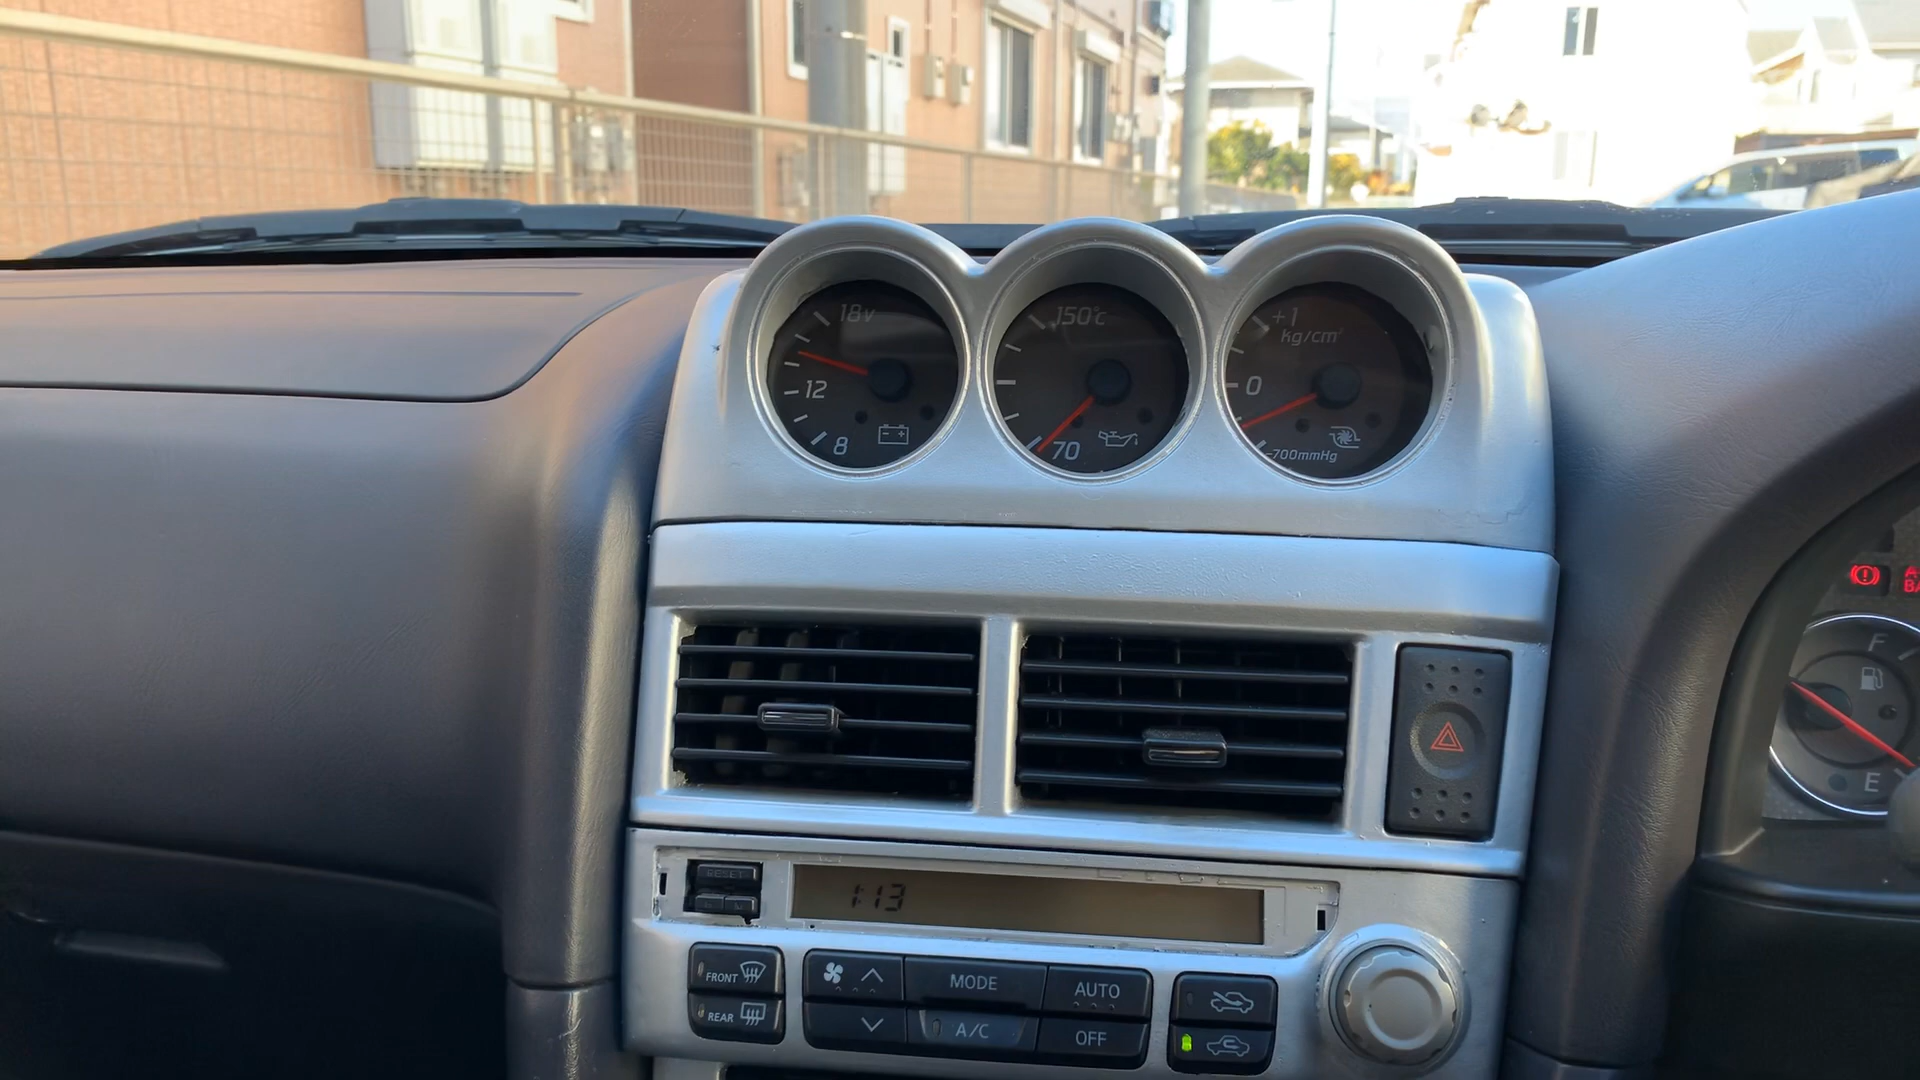 18v
12
8
150℃
70
+1
kg/cm²
0
-700mmHg
F
E
RESET
1:13
FRONT
REAR
MODE
AUTO
A/C
OFF